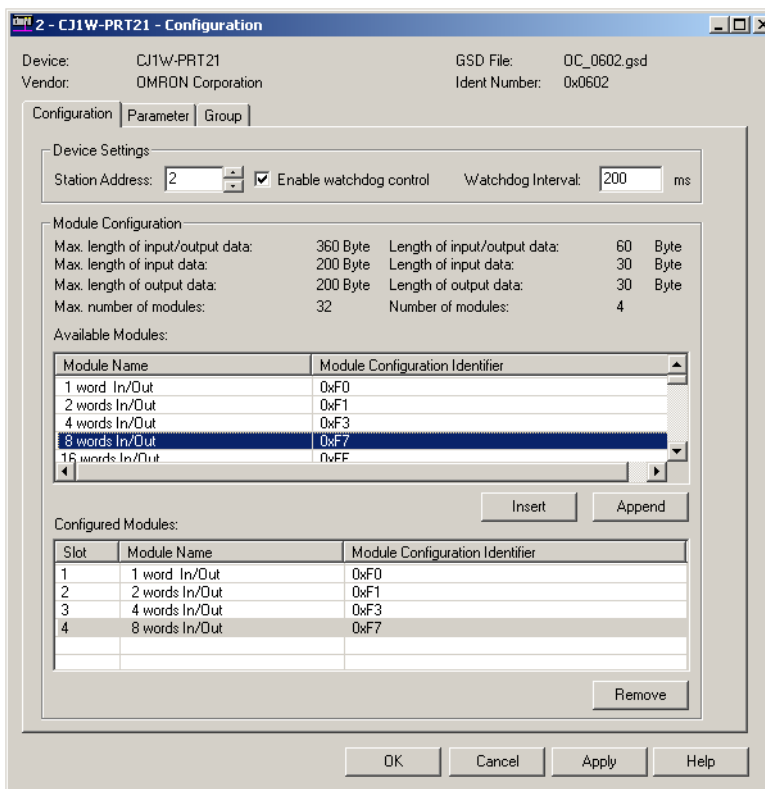 2 - CJ1W-PRT21 - Configuration
Device: CJ1W-PRT21 GSD File: OC_0602.gsd
Vendor: OMRON Corporation Ident Number: 0x0602
Configuration Parameter Group
Device Settings
Station Address: 2 Enable watchdog control Watchdog Interval: 200 ms
Module Configuration
Max. length of input/output data: 360 Byte Length of input/output data: 60 Byte
Max. length of input data: 200 Byte Length of input data: 30 Byte
Max. length of output data: 200 Byte Length of output data: 30 Byte
Max. number of modules: 32 Number of modules: 4
Available Modules:
Module Name Module Configuration Identifier
1 word In/Out 0xF0
2 words In/Out 0xF1
4 words In/Out 0xF3
8 words In/Out 0xF7
16 words In/Out 0xFF
Insert Append
Configured Modules:
Slot Module Name Module Configuration Identifier
1 1 word In/Out 0xF0
2 2 words In/Out 0xF1
3 4 words In/Out 0xF3
4 8 words In/Out 0xF7
Remove
OK Cancel Apply Help